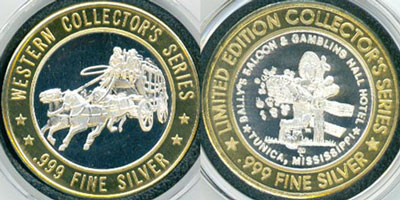 WESTERN COLLECTOR'S SERIES
.999 FINE SILVER
LIMITED EDITION COLLECTOR'S SERIES
BALLY'S SALOON & GAMBLING HALL HOTEL
TUNICA, MISSISSIPPI
.999 FINE SILVER